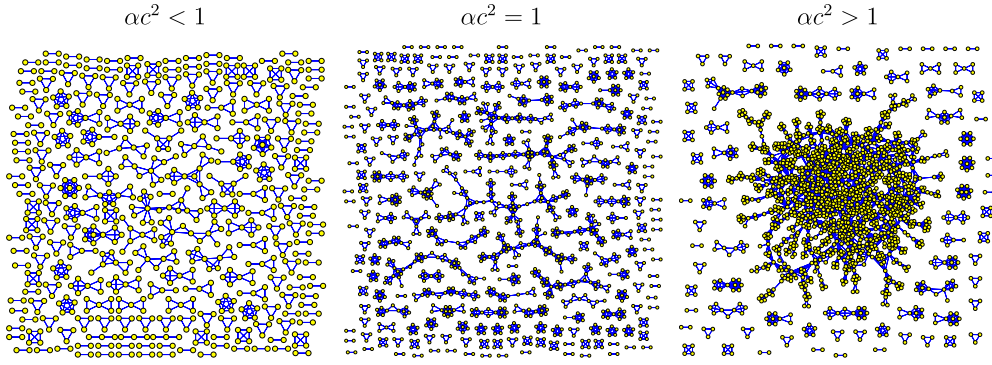 αc² < 1
αc² = 1
αc² > 1